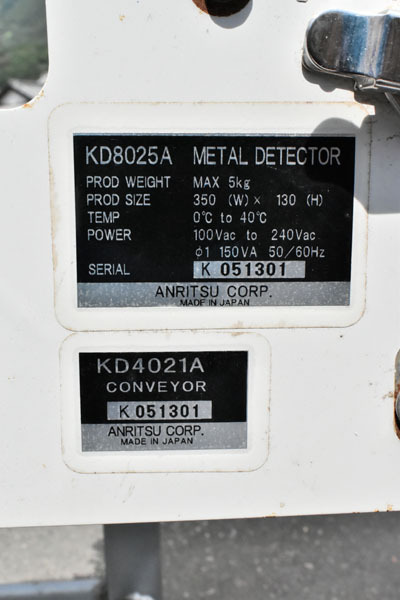 KD8025A METAL DETECTOR
PROD WEIGHT MAX 5kg
PROD SIZE 350 (W) × 130 (H)
TEMP 0℃ to 40℃
POWER 100Vac to 240Vac
φ1 150VA 50/60Hz
SERIAL K 051301
ANRITSU CORP.
MADE IN JAPAN
KD4021A
CONVEYOR
K 051301
ANRITSU CORP.
MADE IN JAPAN